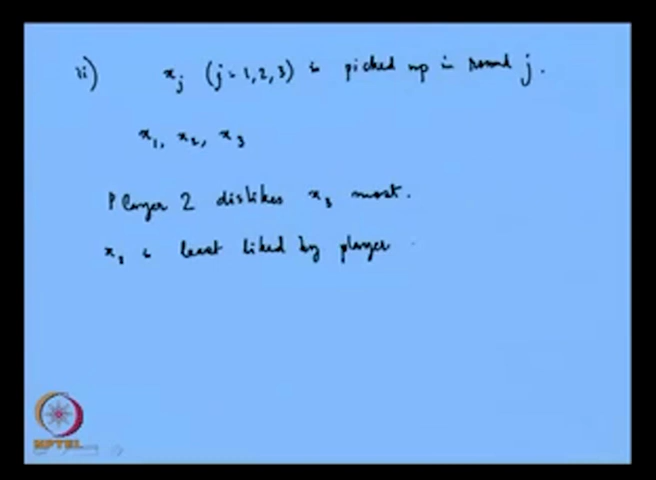 ii) x_j (j = 1, 2, 3) is picked up in round j.
x_1, x_2, x_3
Player 2 dislikes x_3 most.
is least liked by player
NPTEL